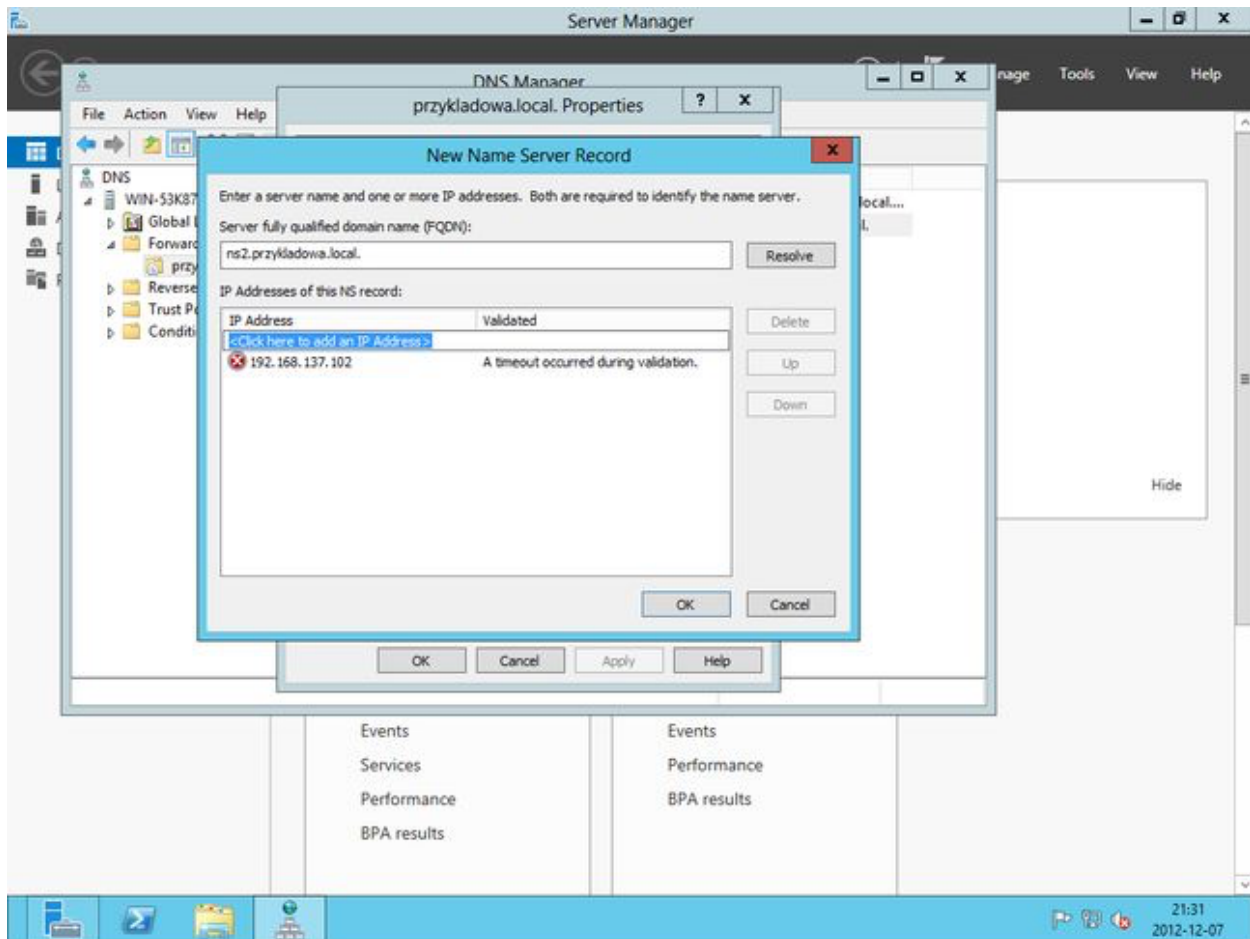 Server Manager
nage Tools View Help
DNS Manager
File Action View Help
przykladowa.local. Properties
New Name Server Record
DNS
WIN-53K87
Global
Forward
przy
Reverse
Trust
Conditi
local....
Enter a server name and one or more IP addresses. Both are required to identify the name server.
Server fully qualified domain name (FQDN):
ns2.przykladowa.local.
Resolve
IP Addresses of this NS record:
IP Address Validated
<Click here to add an IP Address>
192.168.137.102 A timeout occurred during validation.
Delete
Up
Down
OK Cancel
OK Cancel Apply Help
Hide
Events
Services
Performance
BPA results
Events
Performance
BPA results
21:31
2012-12-07